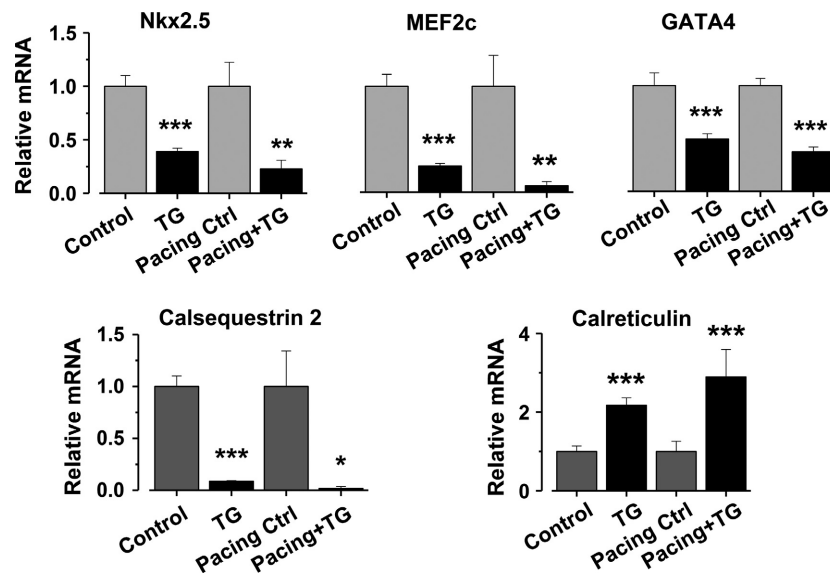 Nkx2.5
MEF2c
GATA4
Relative mRNA
1.5
1.0
0.5
0.0
***
**
***
**
***
***
Control
TG
Pacing Ctrl
Pacing+TG
Control
TG
Pacing Ctrl
Pacing+TG
Control
TG
Pacing Ctrl
Pacing+TG
Calsequestrin 2
Relative mRNA
1.5
1.0
0.5
0.0
***
*
Control
TG
Pacing Ctrl
Pacing+TG
Calreticulin
Relative mRNA
4
2
0
***
***
Control
TG
Pacing Ctrl
Pacing+TG